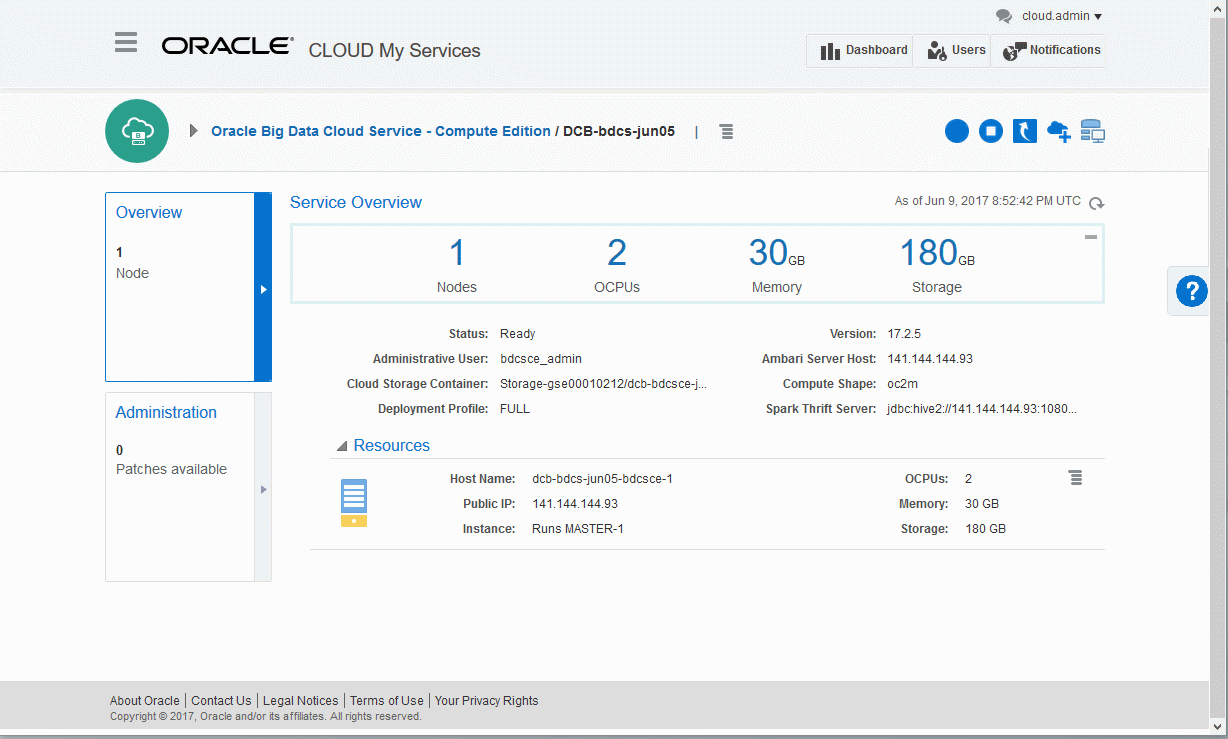 cloud.admin
ORACLE CLOUD My Services
Dashboard Users Notifications
Oracle Big Data Cloud Service - Compute Edition / DCB-bdcs-jun05 |
Overview
1
Node
Administration
0
Patches available
Service Overview
As of Jun 9, 2017 8:52:42 PM UTC
1 2 30GB 180GB
Nodes OCPUs Memory Storage
Status: Ready Version: 17.2.5
Administrative User: bdcsce_admin Ambari Server Host: 141.144.144.93
Cloud Storage Container: Storage-gse00010212/dcb-bdcsce-j... Compute Shape: oc2m
Deployment Profile: FULL Spark Thrift Server: jdbc:hive2://141.144.144.93:1080...
Resources
Host Name: dcb-bdcs-jun05-bdcsce-1 OCPUs: 2
Public IP: 141.144.144.93 Memory: 30 GB
Instance: Runs MASTER-1 Storage: 180 GB
?
About Oracle | Contact Us | Legal Notices | Terms of Use | Your Privacy Rights
Copyright © 2017, Oracle and/or its affiliates. All rights reserved.